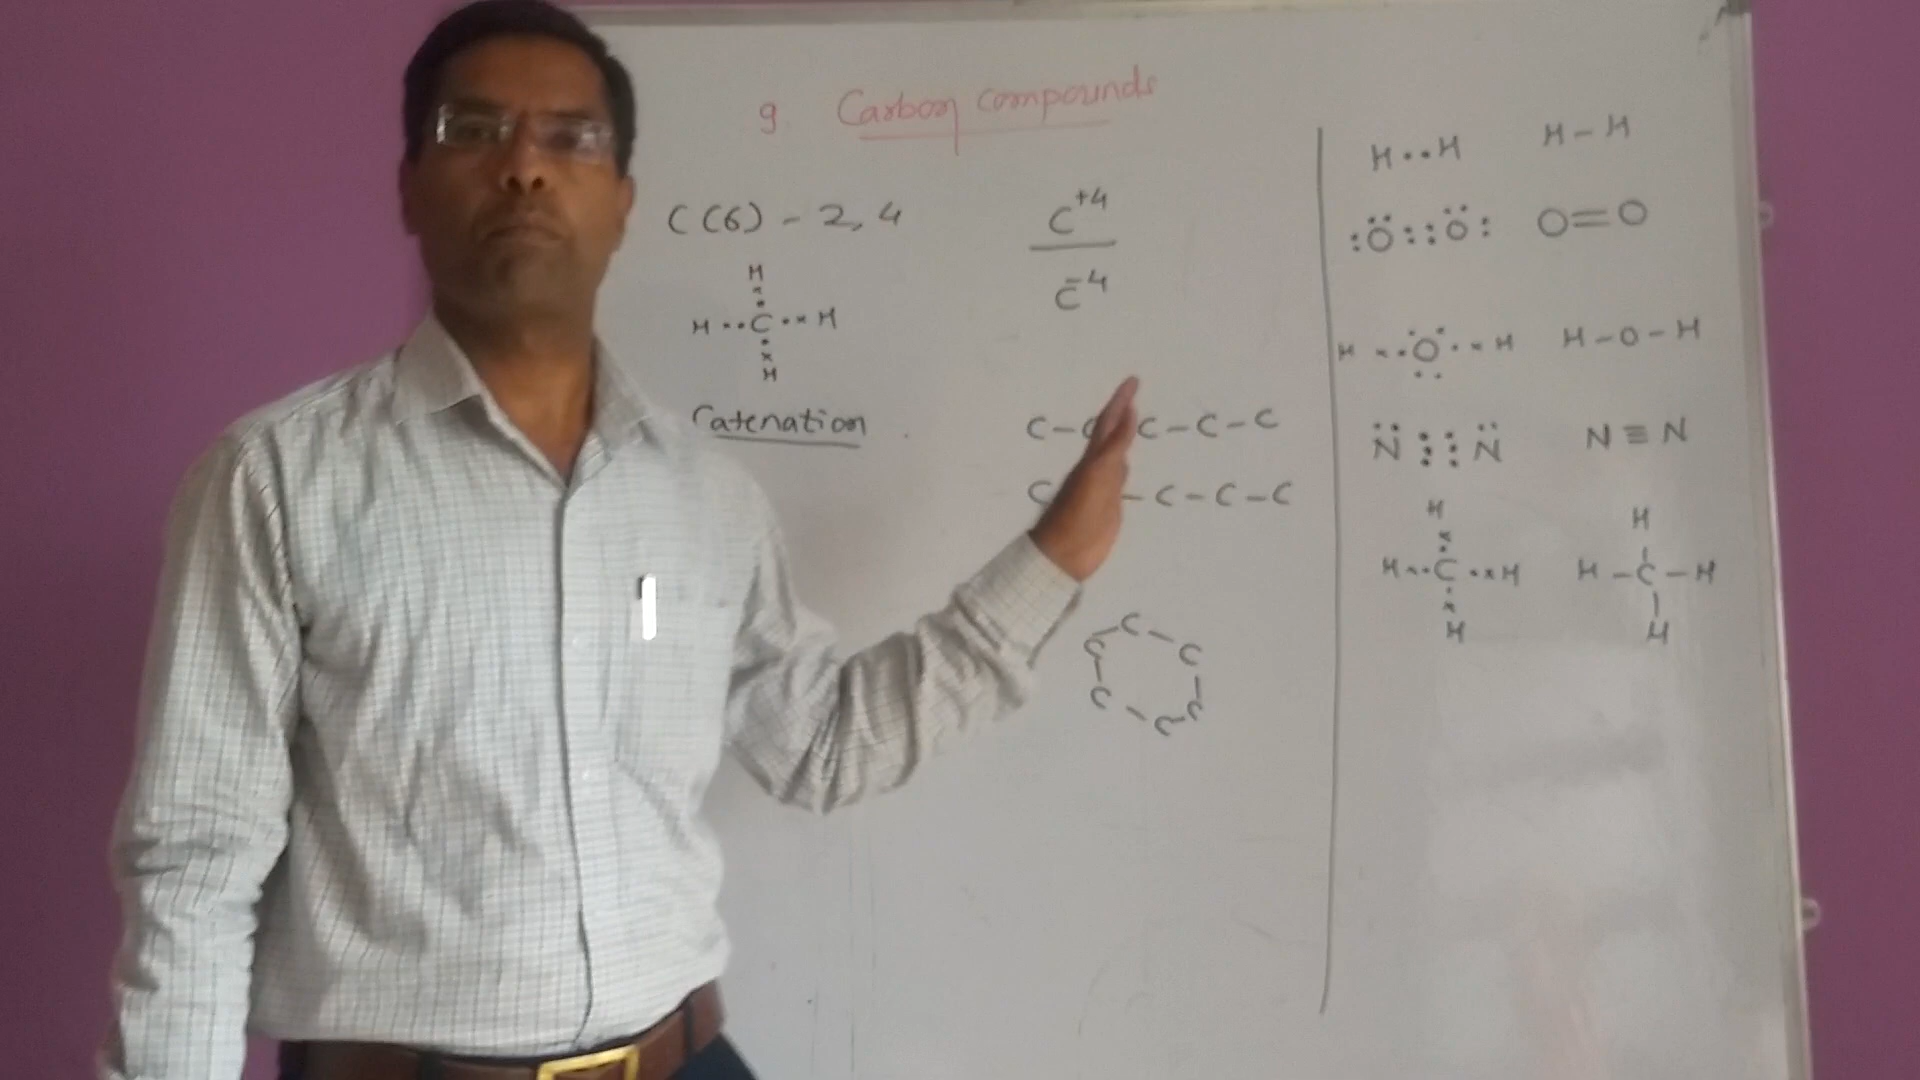 9 Carbon compounds
C (6) - 2, 4
C+4
C-4
H
H ·· C ·× H
H
Catenation
C - C C - C - C
C - C - C - C
C - C
C C
C - C
H ·· H H - H
:Ö::Ö: O = O
H ×· O ·× H H - O - H
N ⋮⋮ N N ≡ N
H H
H ×· C ·× H H - C - H
H H